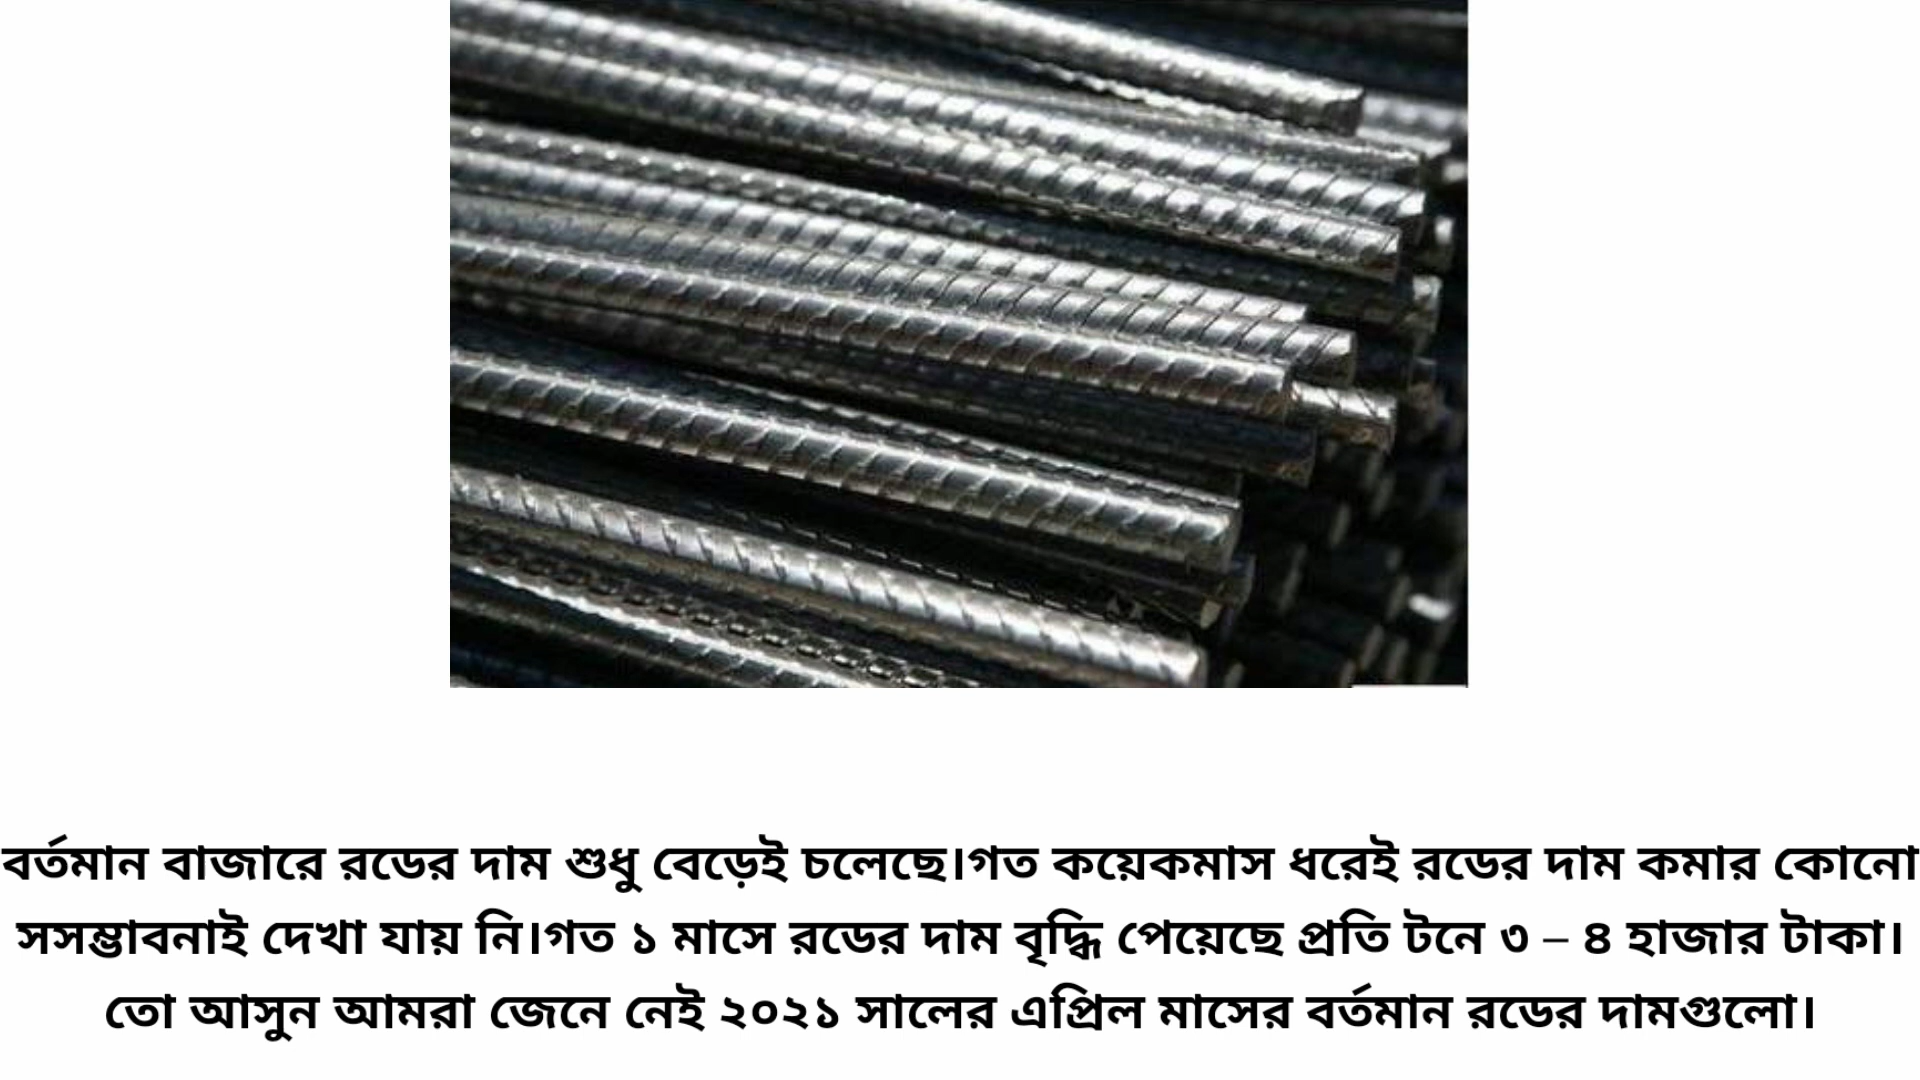 বর্তমান বাজারে রডের দাম শুধু বেড়েই চলেছে।গত কয়েকমাস ধরেই রডের দাম কমার কোনো
সসম্ভাবনাই দেখা যায় নি।গত ১ মাসে রডের দাম বৃদ্ধি পেয়েছে প্রতি টনে ৩ – ৪ হাজার টাকা।
তো আসুন আমরা জেনে নেই ২০২১ সালের এপ্রিল মাসের বর্তমান রডের দামগুলো।